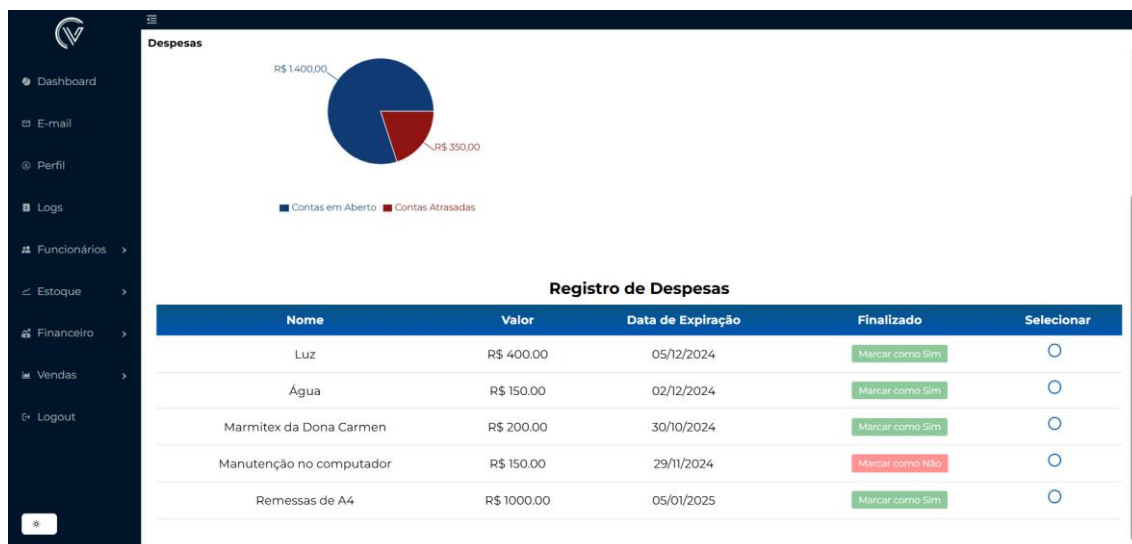 Despesas
Dashboard
E-mail
Perfil
Logs
Funcionários
Estoque
Financeiro
Vendas
Logout
R$ 1.400,00
R$ 350,00
Contas em Aberto Contas Atrasadas
Registro de Despesas
Nome Valor Data de Expiração Finalizado Selecionar
Luz R$ 400.00 05/12/2024 Marcar como Sim
Água R$ 150.00 02/12/2024 Marcar como Sim
Marmitex da Dona Carmen R$ 200.00 30/10/2024 Marcar como Sim
Manutenção no computador R$ 150.00 29/11/2024 Marcar como Não
Remessas de A4 R$ 1000.00 05/01/2025 Marcar como Sim